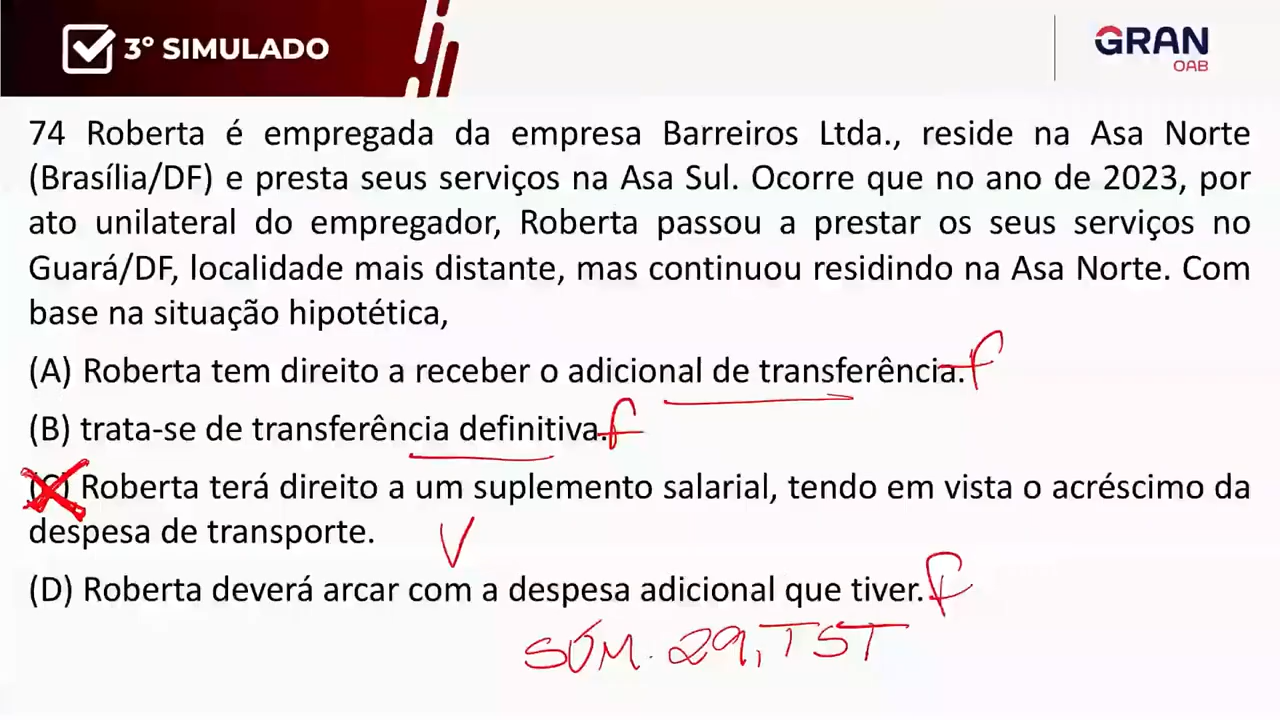 3º SIMULADO
GRAN
OAB
74 Roberta é empregada da empresa Barreiros Ltda., reside na Asa Norte
(Brasília/DF) e presta seus serviços na Asa Sul. Ocorre que no ano de 2023, por
ato unilateral do empregador, Roberta passou a prestar os seus serviços no
Guará/DF, localidade mais distante, mas continuou residindo na Asa Norte. Com
base na situação hipotética,
(A) Roberta tem direito a receber o adicional de transferência. F
(B) trata-se de transferência definitiva. F
(C) Roberta terá direito a um suplemento salarial, tendo em vista o acréscimo da
despesa de transporte. V
(D) Roberta deverá arcar com a despesa adicional que tiver. F
SÚM. 29, TST